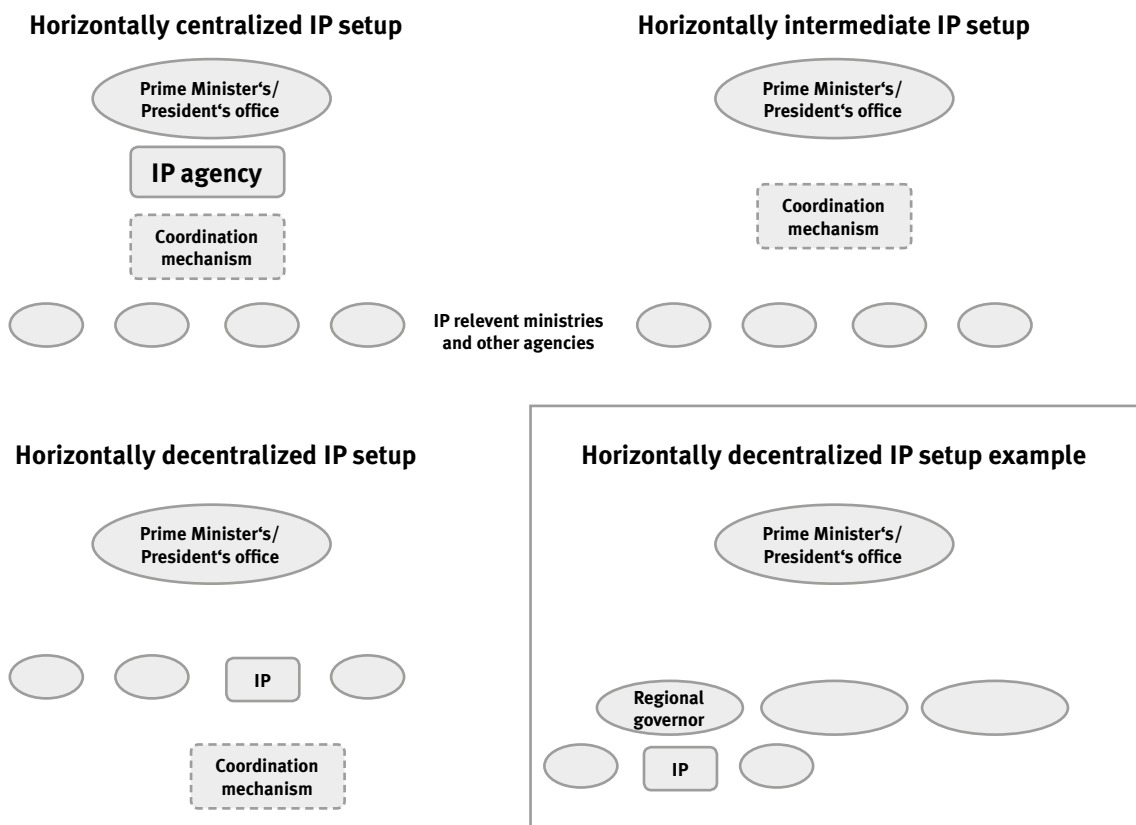 Horizontally centralized IP setup
Prime Minister‘s/
President‘s office
IP agency
Coordination
mechanism
IP relevent ministries
and other agencies
Horizontally intermediate IP setup
Prime Minister‘s/
President‘s office
Coordination
mechanism
Horizontally decentralized IP setup
Prime Minister‘s/
President‘s office
IP
Coordination
mechanism
Horizontally decentralized IP setup example
Prime Minister‘s/
President‘s office
Regional
governor
IP